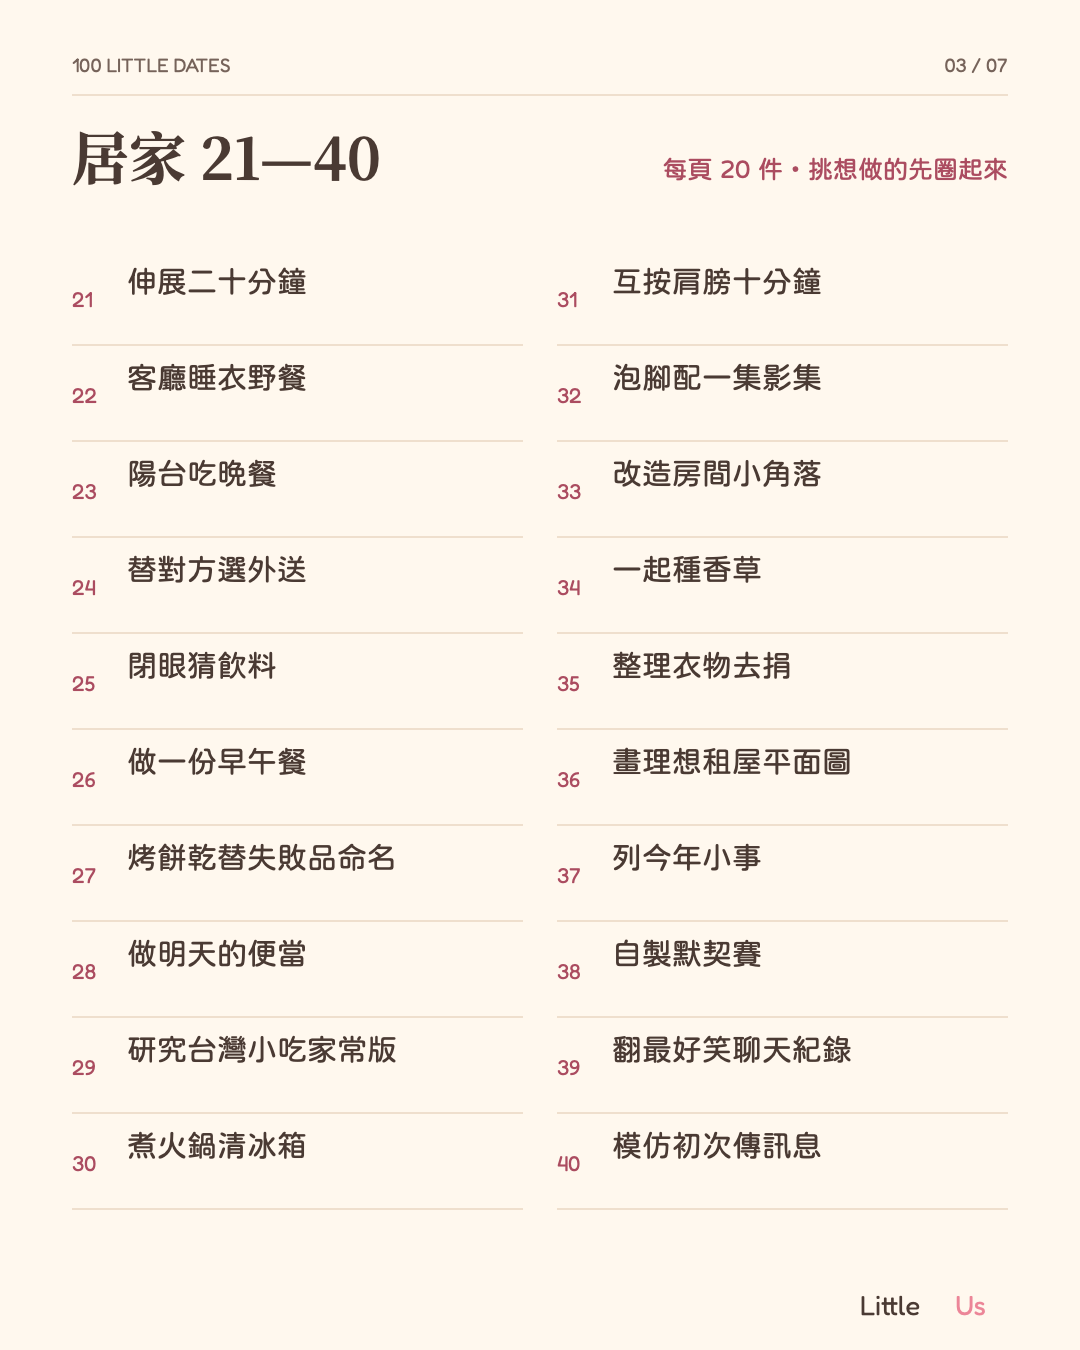 100 LITTLE DATES
03 / 07
居家 21—40
每頁 20 件・挑想做的先圈起來
21 伸展二十分鐘
22 客廳睡衣野餐
23 陽台吃晚餐
24 替對方選外送
25 閉眼猜飲料
26 做一份早午餐
27 烤餅乾替失敗品命名
28 做明天的便當
29 研究台灣小吃家常版
30 煮火鍋清冰箱
31 互按肩膀十分鐘
32 泡腳配一集影集
33 改造房間小角落
34 一起種香草
35 整理衣物去捐
36 畫理想租屋平面圖
37 列今年小事
38 自製默契賽
39 翻最好笑聊天紀錄
40 模仿初次傳訊息
Little Us